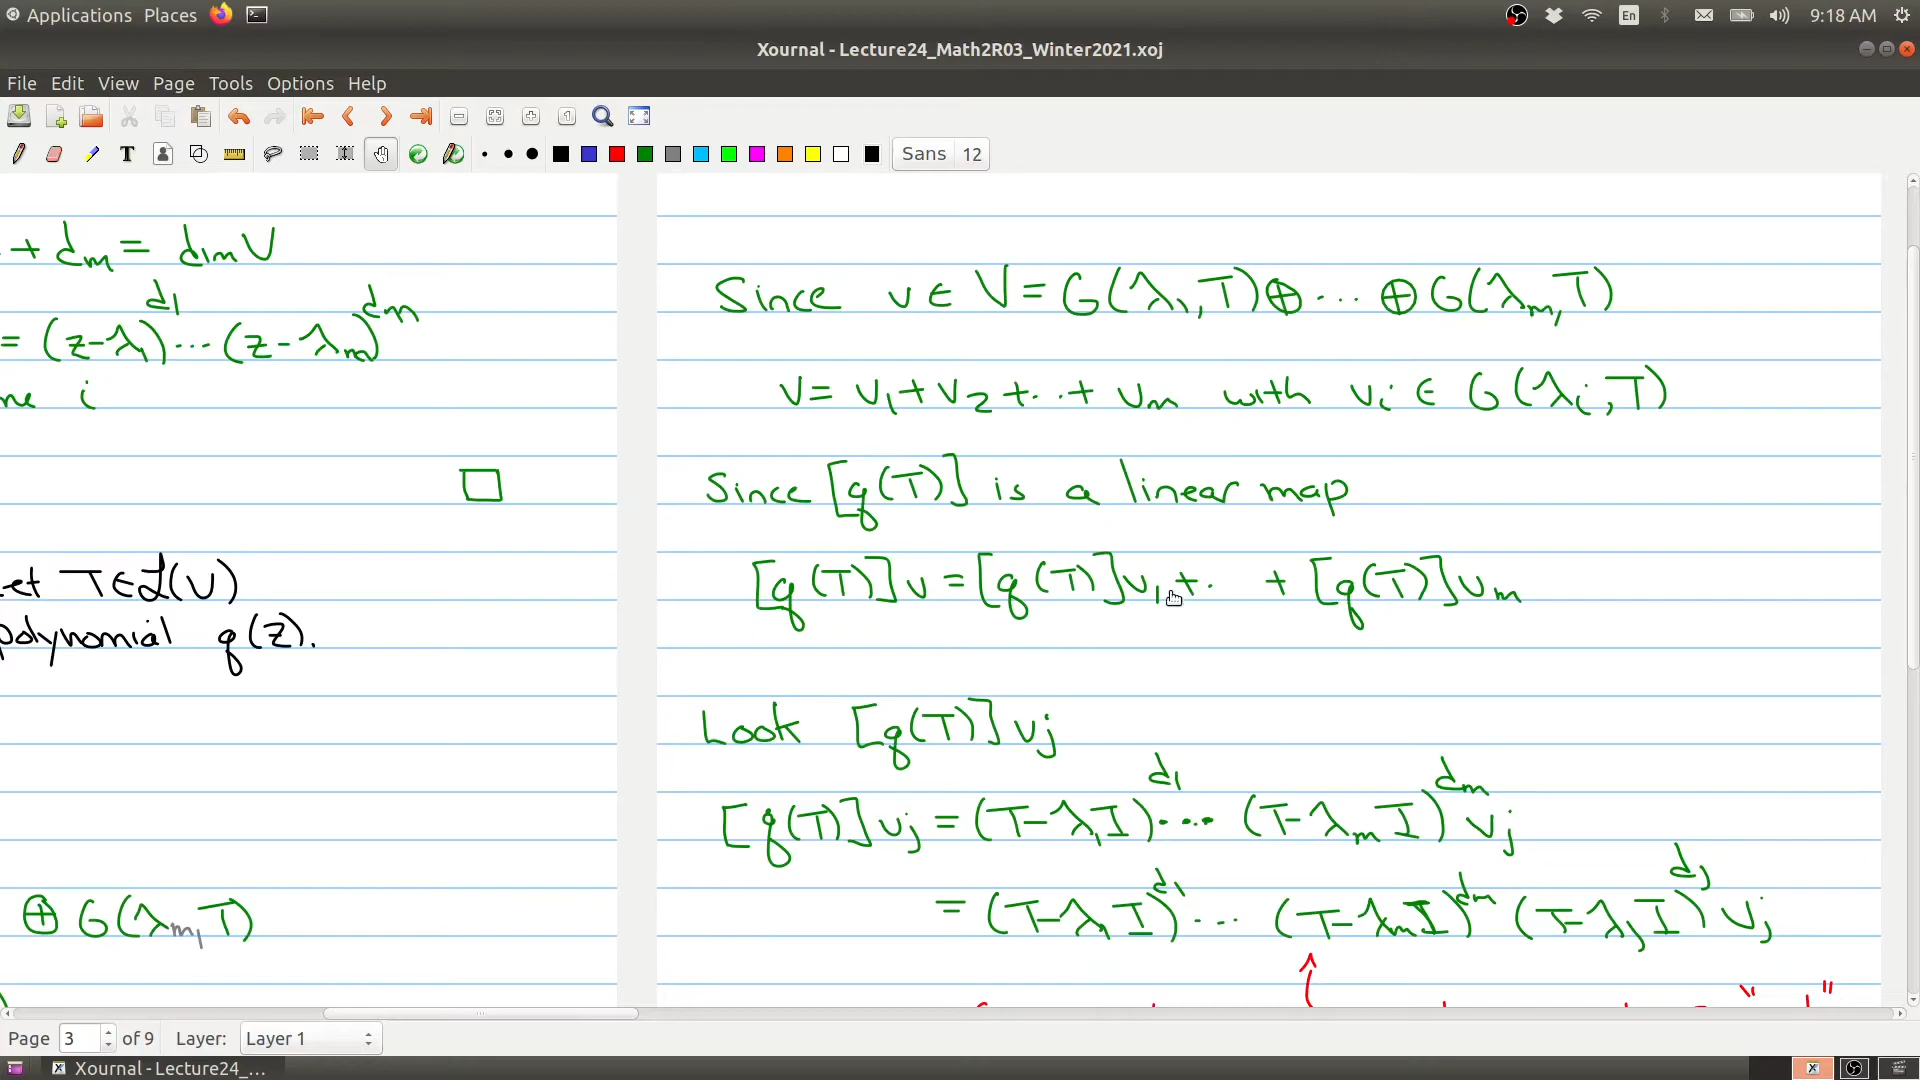 Applications Places En 9:18 AM
Xournal - Lecture24_Math2R03_Winter2021.xoj
File Edit View Page Tools Options Help
Sans 12
+ dₘ = dim V
= (z-λ₁)^d₁ ... (z-λₘ)^dₘ
ne i
□
et T∈ℒ(V)
polynomial q(z).
⊕ G(λₘ,T)
Since v ∈ V = G(λ₁,T)⊕...⊕G(λₘ,T)
v = v₁+v₂+...+vₘ with vᵢ ∈ G(λᵢ,T)
Since [q(T)] is a linear map
[q(T)]v = [q(T)]v₁+.. + [q(T)]vₘ
Look [q(T)]vⱼ
[q(T)]vⱼ = (T-λ₁I)^d₁ ... (T-λₘI)^dₘ vⱼ
= (T-λ₁I)^d₁ ... (T-λₘI)^dₘ (T-λⱼI)^dⱼ vⱼ
Page 3 of 9 Layer: Layer 1
Xournal - Lecture24_...